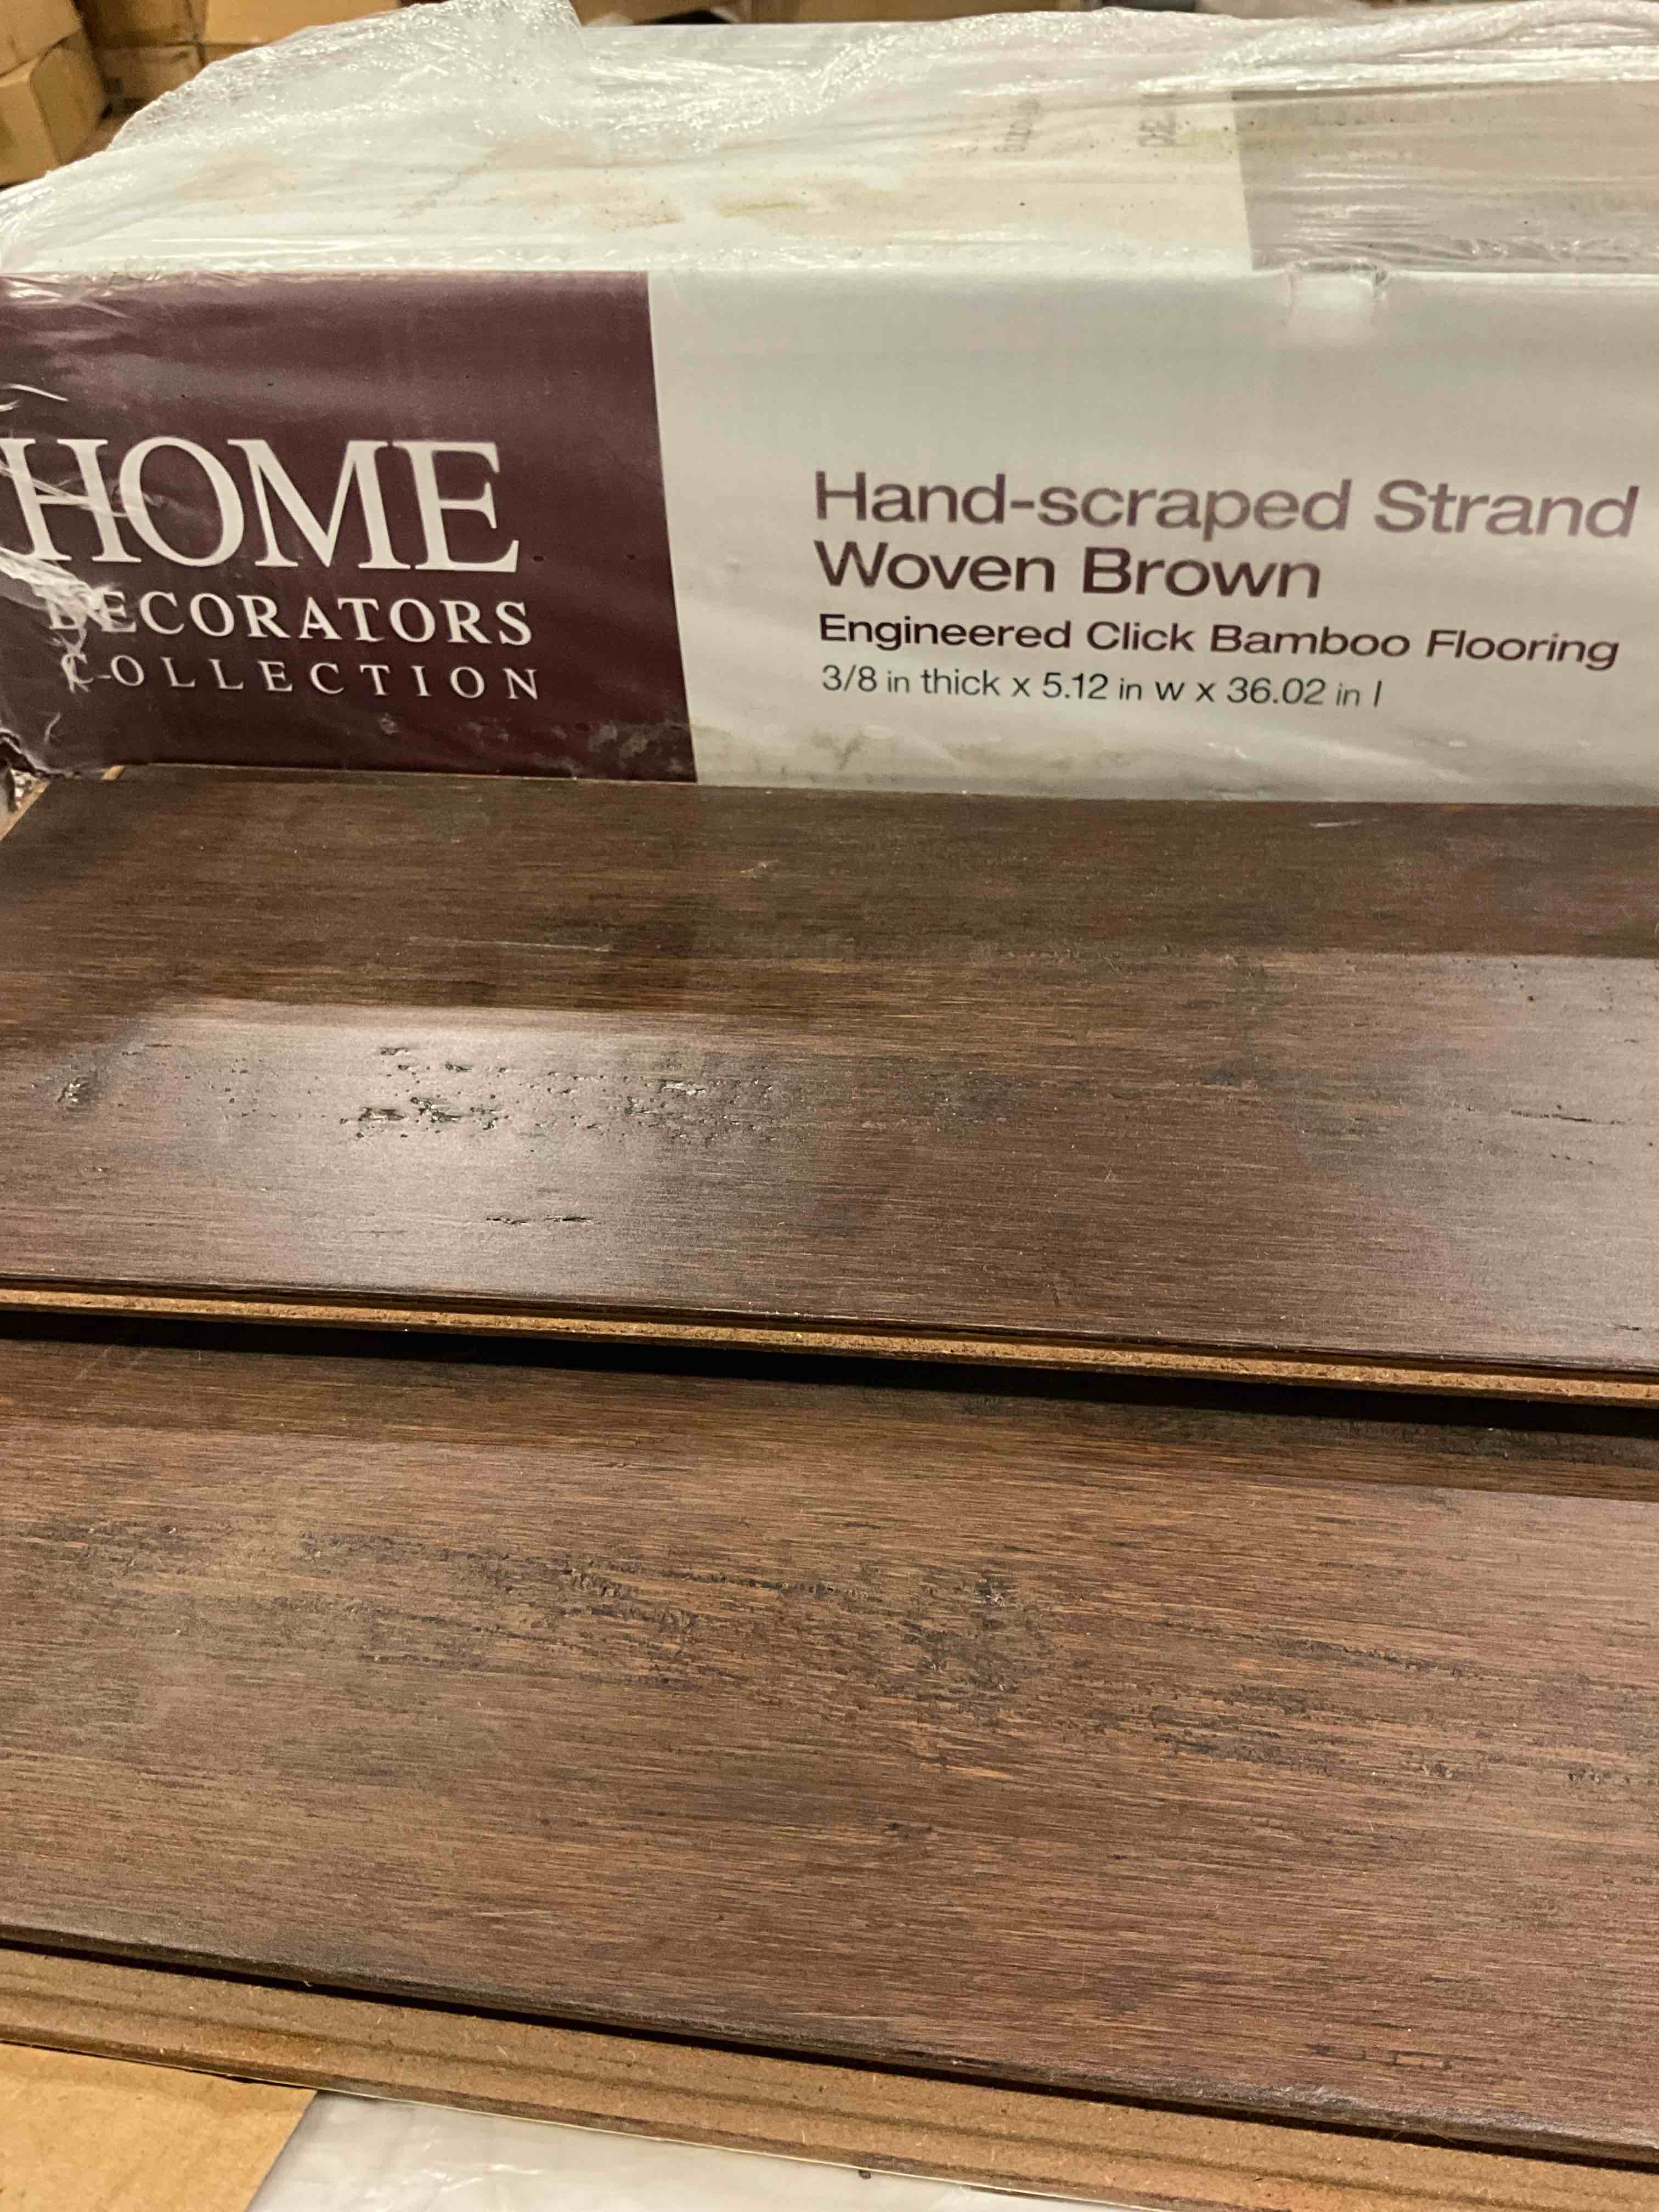 HOME
DECORATORS
COLLECTION
Hand-scraped Strand
Woven Brown
Engineered Click Bamboo Flooring
3/8 in thick x 5.12 in w x 36.02 in l